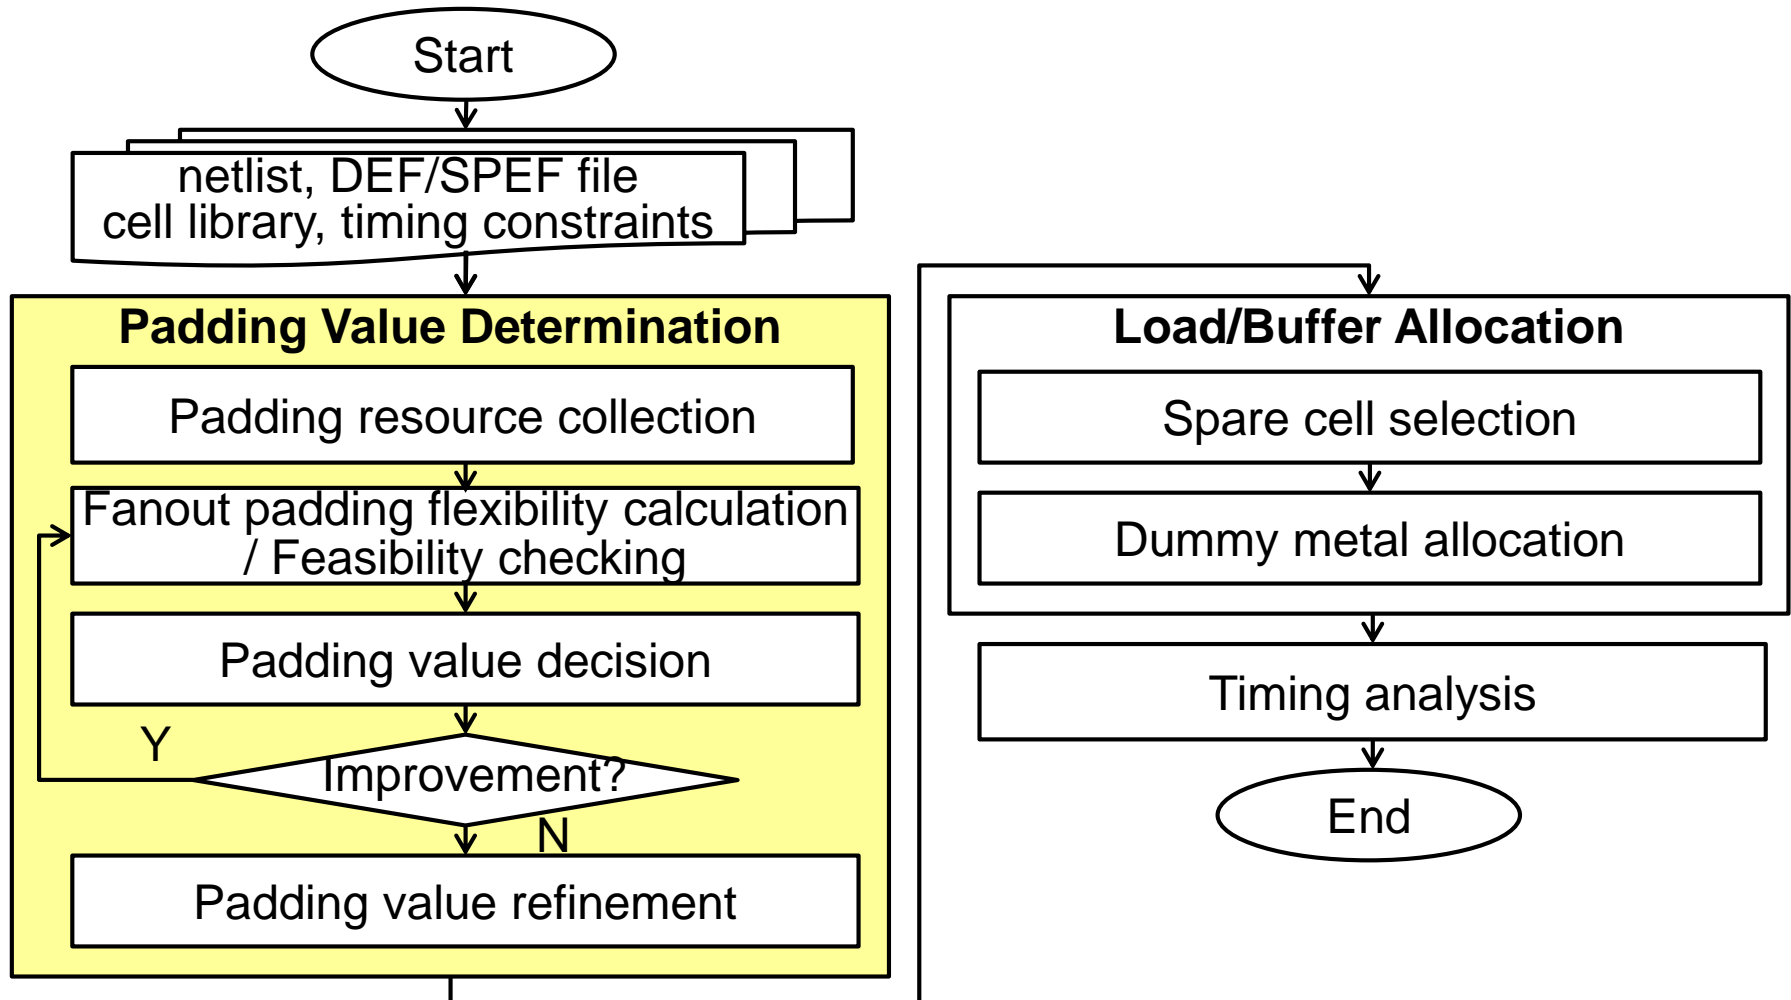 Start
netlist, DEF/SPEF file
cell library, timing constraints
Padding Value Determination
Padding resource collection
Fanout padding flexibility calculation
/ Feasibility checking
Padding value decision
Y
Improvement?
N
Padding value refinement
Load/Buffer Allocation
Spare cell selection
Dummy metal allocation
Timing analysis
End